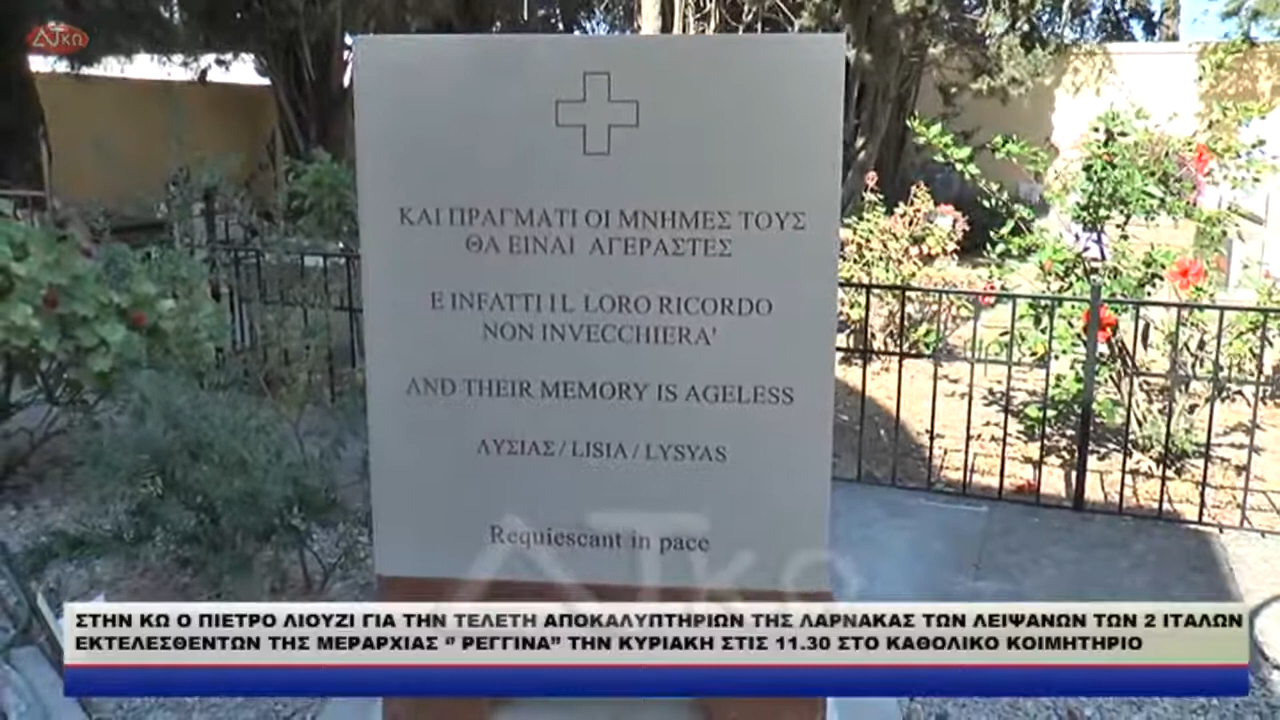 ΔΤΚΩ
ΚΑΙ ΠΡΑΓΜΑΤΙ ΟΙ ΜΝΗΜΕΣ ΤΟΥΣ
ΘΑ ΕΙΝΑΙ ΑΓΕΡΑΣΤΕΣ
E INFATTI IL LORO RICORDO
NON INVECCHIERA'
AND THEIR MEMORY IS AGELESS
ΛΥΣΙΑΣ / LISIA / LYSYAS
Requiescant in pace
ΔΤΚΩ
ΣΤΗΝ ΚΩ Ο ΠΙΕΤΡΟ ΛΙΟΥΖΙ ΓΙΑ ΤΗΝ ΤΕΛΕΤΗ ΑΠΟΚΑΛΥΠΤΗΡΙΩΝ ΤΗΣ ΛΑΡΝΑΚΑΣ ΤΩΝ ΛΕΙΨΑΝΩΝ ΤΩΝ 2 ΙΤΑΛΩΝ
ΕΚΤΕΛΕΣΘΕΝΤΩΝ ΤΗΣ ΜΕΡΑΡΧΙΑΣ “ ΡΕΓΓΙΝΑ” ΤΗΝ ΚΥΡΙΑΚΗ ΣΤΙΣ 11.30 ΣΤΟ ΚΑΘΟΛΙΚΟ ΚΟΙΜΗΤΗΡΙΟ